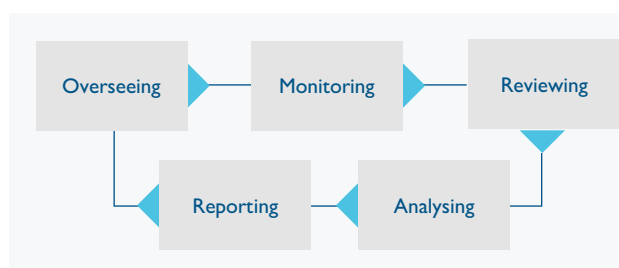 Overseeing
Monitoring
Reviewing
Reporting
Analysing